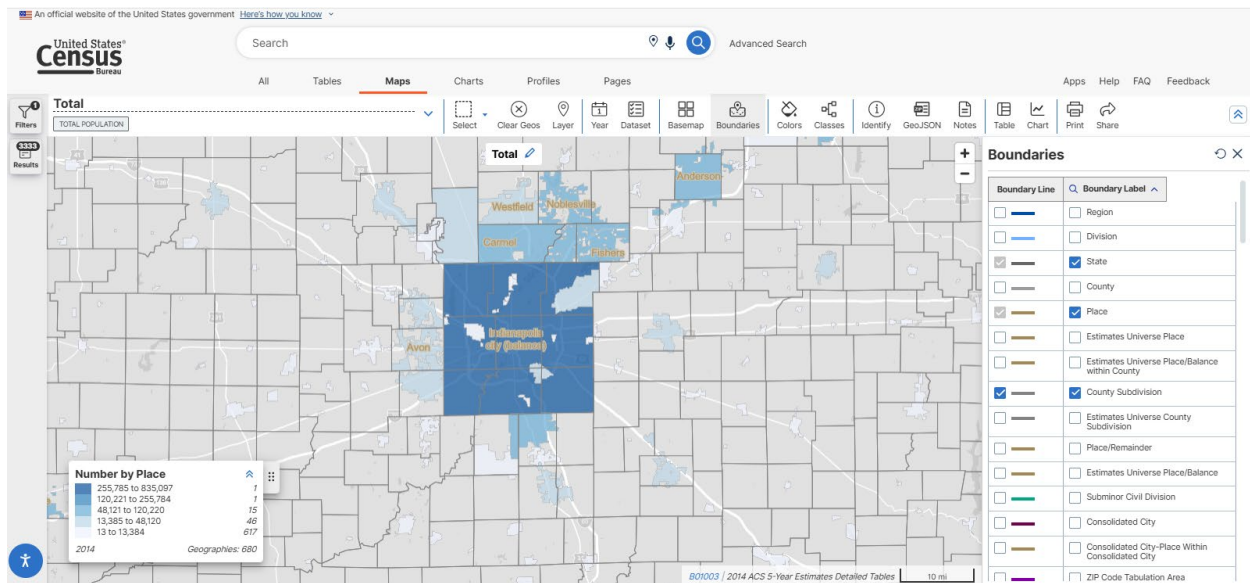 An official website of the United States government Here's how you know
United States®
Census
Bureau
Search
Advanced Search
All Tables Maps Charts Profiles Pages
Apps Help FAQ Feedback
1
Filters
Total
TOTAL POPULATION
Select Clear Geos Layer Year Dataset Basemap Boundaries Colors Classes Identify GeoJSON Notes Table Chart Print Share
3333
Results
Total
+
−
Anderson
Westfield Noblesville
Carmel
Fishers
Indianapolis
city (balance)
Avon
Number by Place
255,785 to 835,097 1
120,221 to 255,784 1
48,121 to 120,220 15
13,385 to 48,120 46
13 to 13,384 617
2014 Geographies: 680
B01003 / 2014 ACS 5-Year Estimates Detailed Tables
10 mi
Boundaries
Boundary Line Boundary Label
Region
Division
State
County
Place
Estimates Universe Place
Estimates Universe Place/Balance
within County
County Subdivision
Estimates Universe County
Subdivision
Place/Remainder
Estimates Universe Place/Balance
Subminor Civil Division
Consolidated City
Consolidated City-Place Within
Consolidated City
ZIP Code Tabulation Area